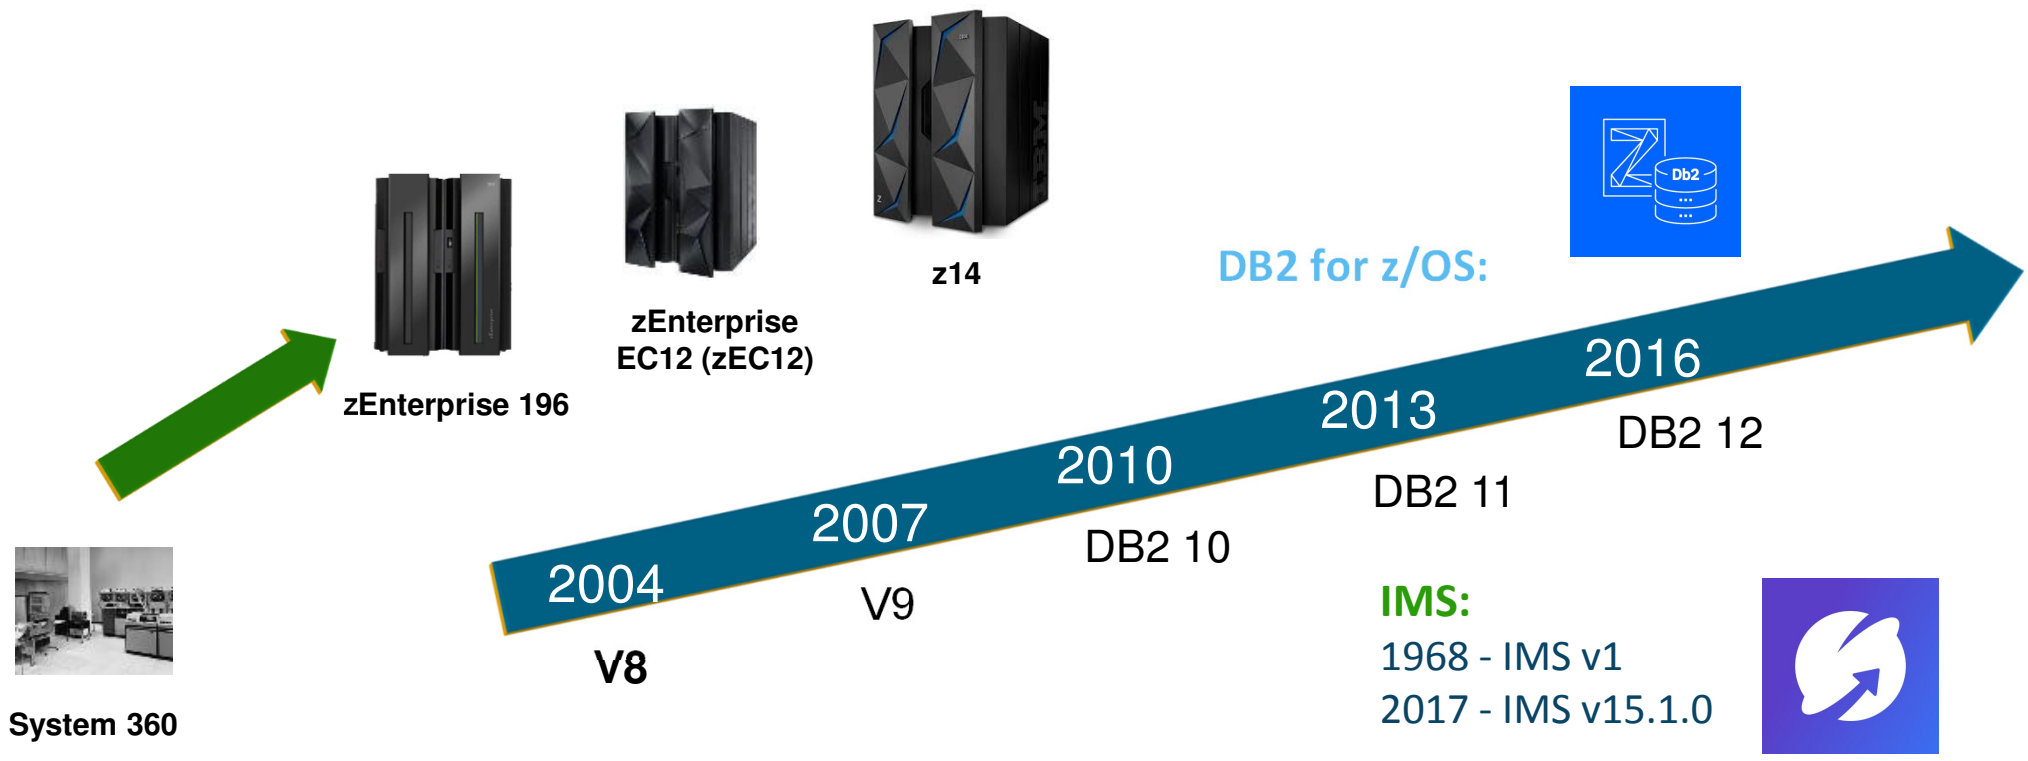 z14
zEnterprise
EC12 (zEC12)
zEnterprise 196
System 360
DB2 for z/OS:
Db2
2004
2007
2010
2013
2016
V8
V9
DB2 10
DB2 11
DB2 12
IMS:
1968 - IMS v1
2017 - IMS v15.1.0
IBM
Z